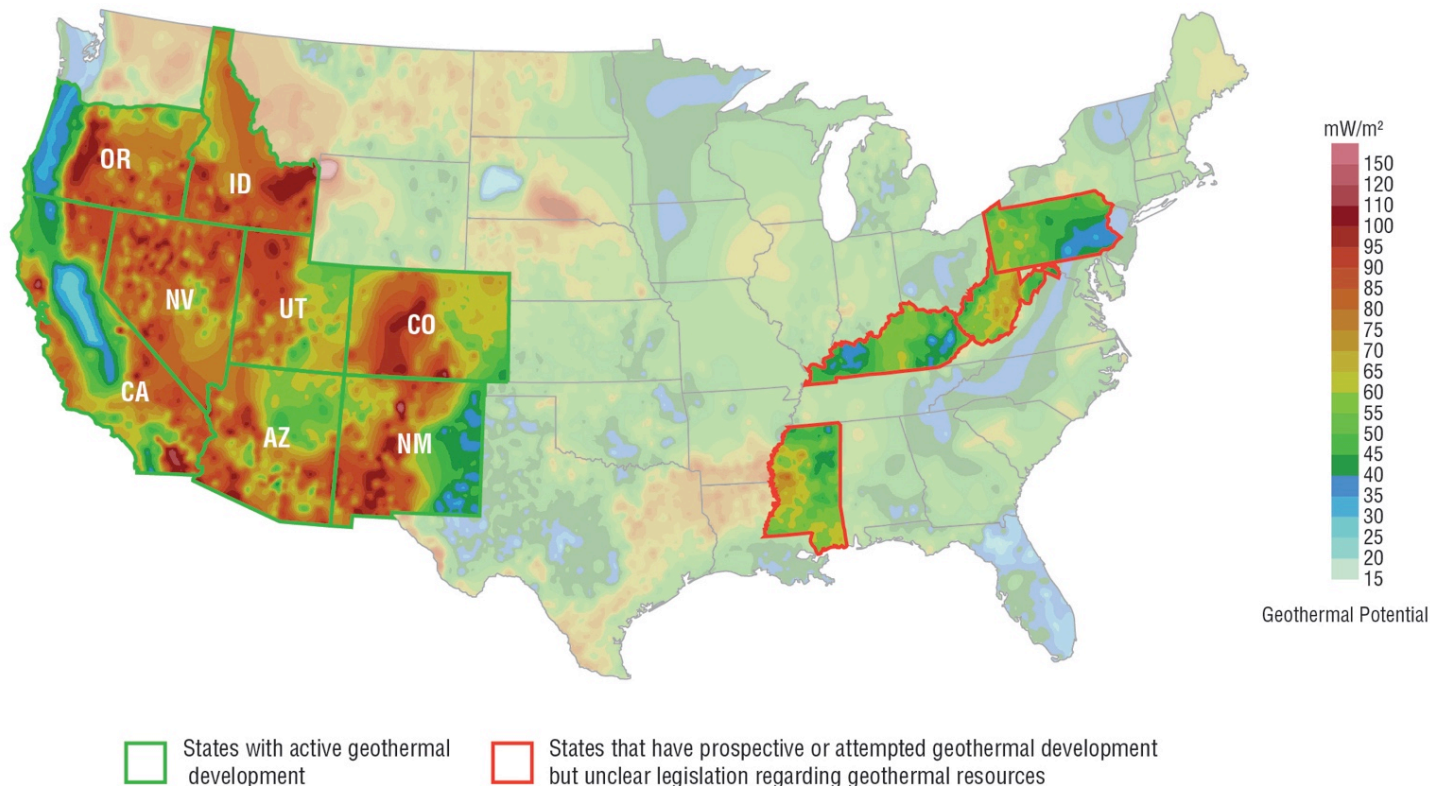 OR
ID
NV
UT
CO
CA
AZ
NM
mW/m²
150
120
110
100
95
90
85
80
75
70
65
60
55
50
45
40
35
30
25
20
15
Geothermal Potential
States with active geothermal
development
States that have prospective or attempted geothermal development
but unclear legislation regarding geothermal resources